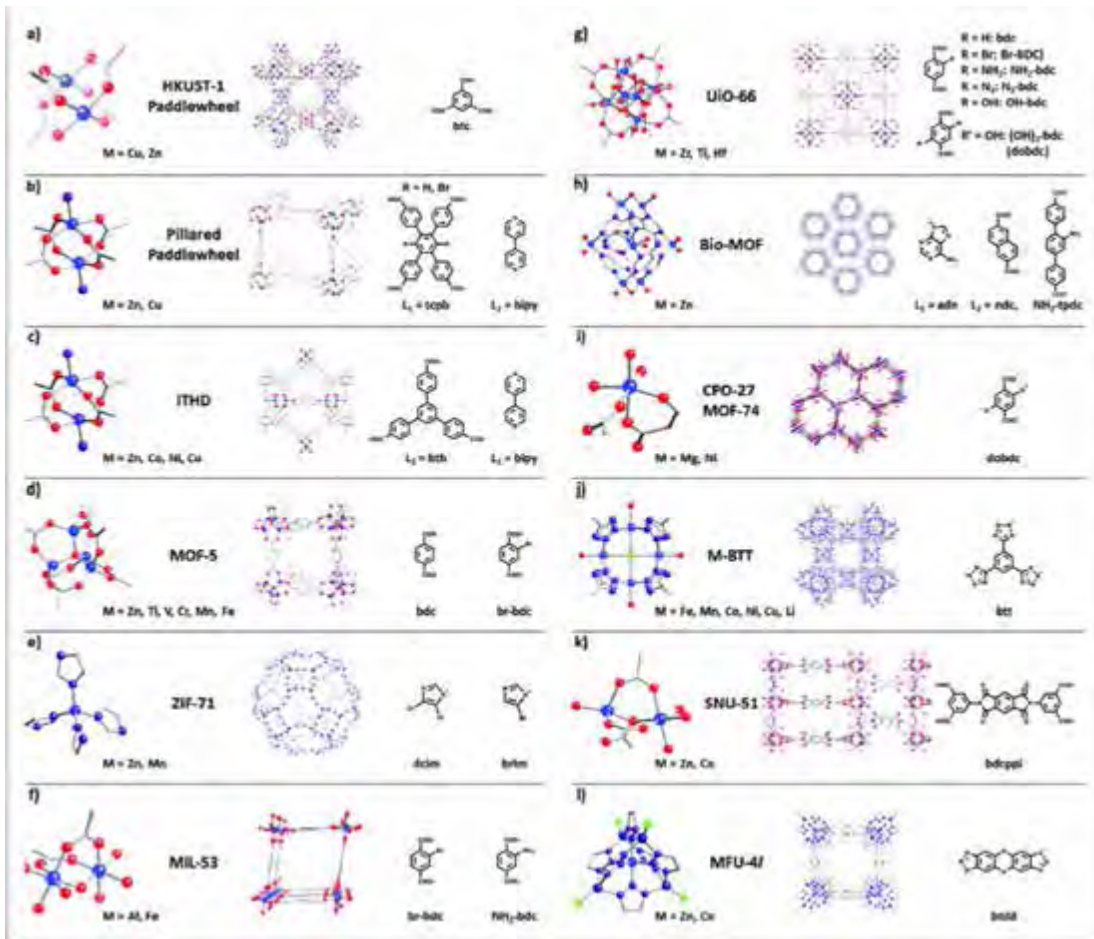 a)
HKUST-1
Paddlewheel
M = Cu, Zn
btc
b)
Pillared
Paddlewheel
M = Zn, Cu
R = H, Br
L₁ = tcpb
L₂ = bipy
c)
ITHD
M = Zn, Co, Ni, Cu
L₂ = bipy
d)
MOF-5
M = Zn, Ti, V, Cr, Mn, Fe
bdc
br-bdc
e)
ZIF-71
M = Zn, Mn
dcim
brim
f)
MIL-53
M = Al, Fe
br-bdc
NH₂-bdc
g)
UiO-66
M = Zr, Ti, Hf
R = H: bdc
R = Br: Br-BDC)
R = NH₂: NH₂-bdc
R = N₃: N₃-bdc
R = OH: OH-bdc
R' = OH: (OH)₂-bdc
(dobdc)
h)
Bio-MOF
M = Zn
L₁ = adn
L₂ = ndc,
NH₂-tpdc
i)
CPO-27
MOF-74
M = Mg, Ni
dobdc
j)
M-BTT
M = Fe, Mn, Co, Ni, Cu, Li
btt
k)
SNU-51
M = Zn, Co
bdcppi
l)
MFU-4l
M = Zn, Co